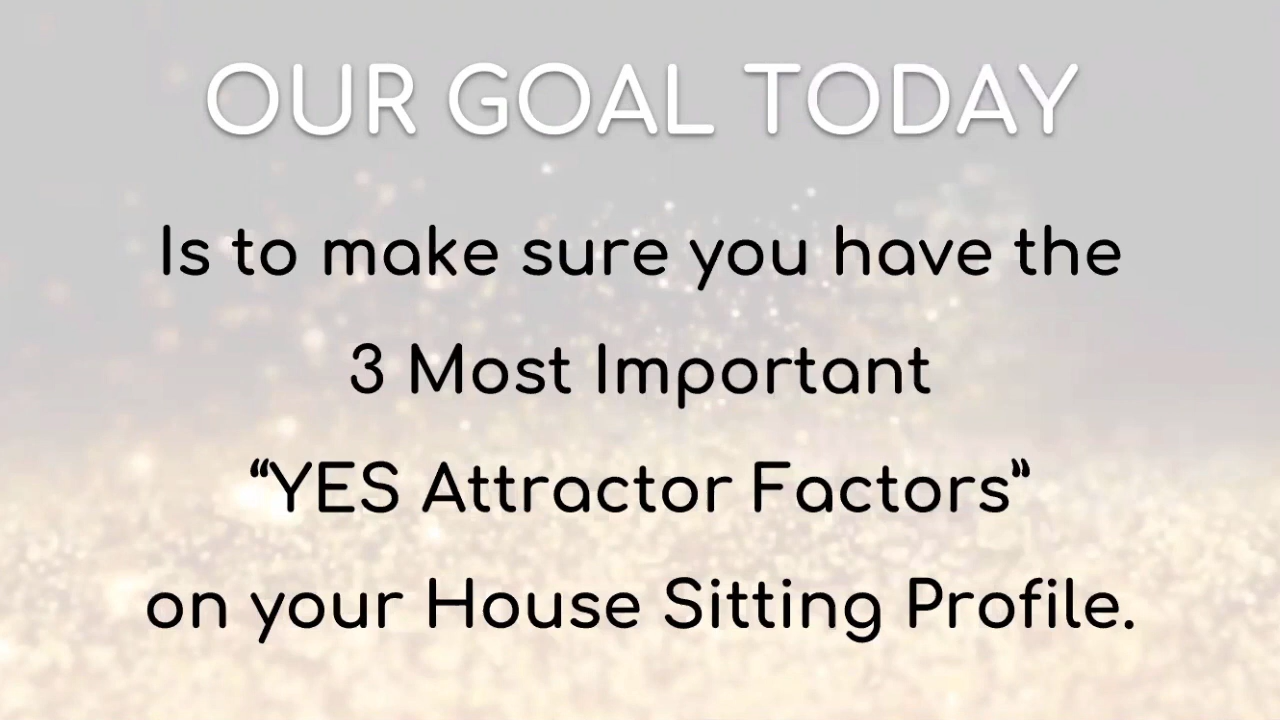 OUR GOAL TODAY
Is to make sure you have the
3 Most Important
“YES Attractor Factors”
on your House Sitting Profile.